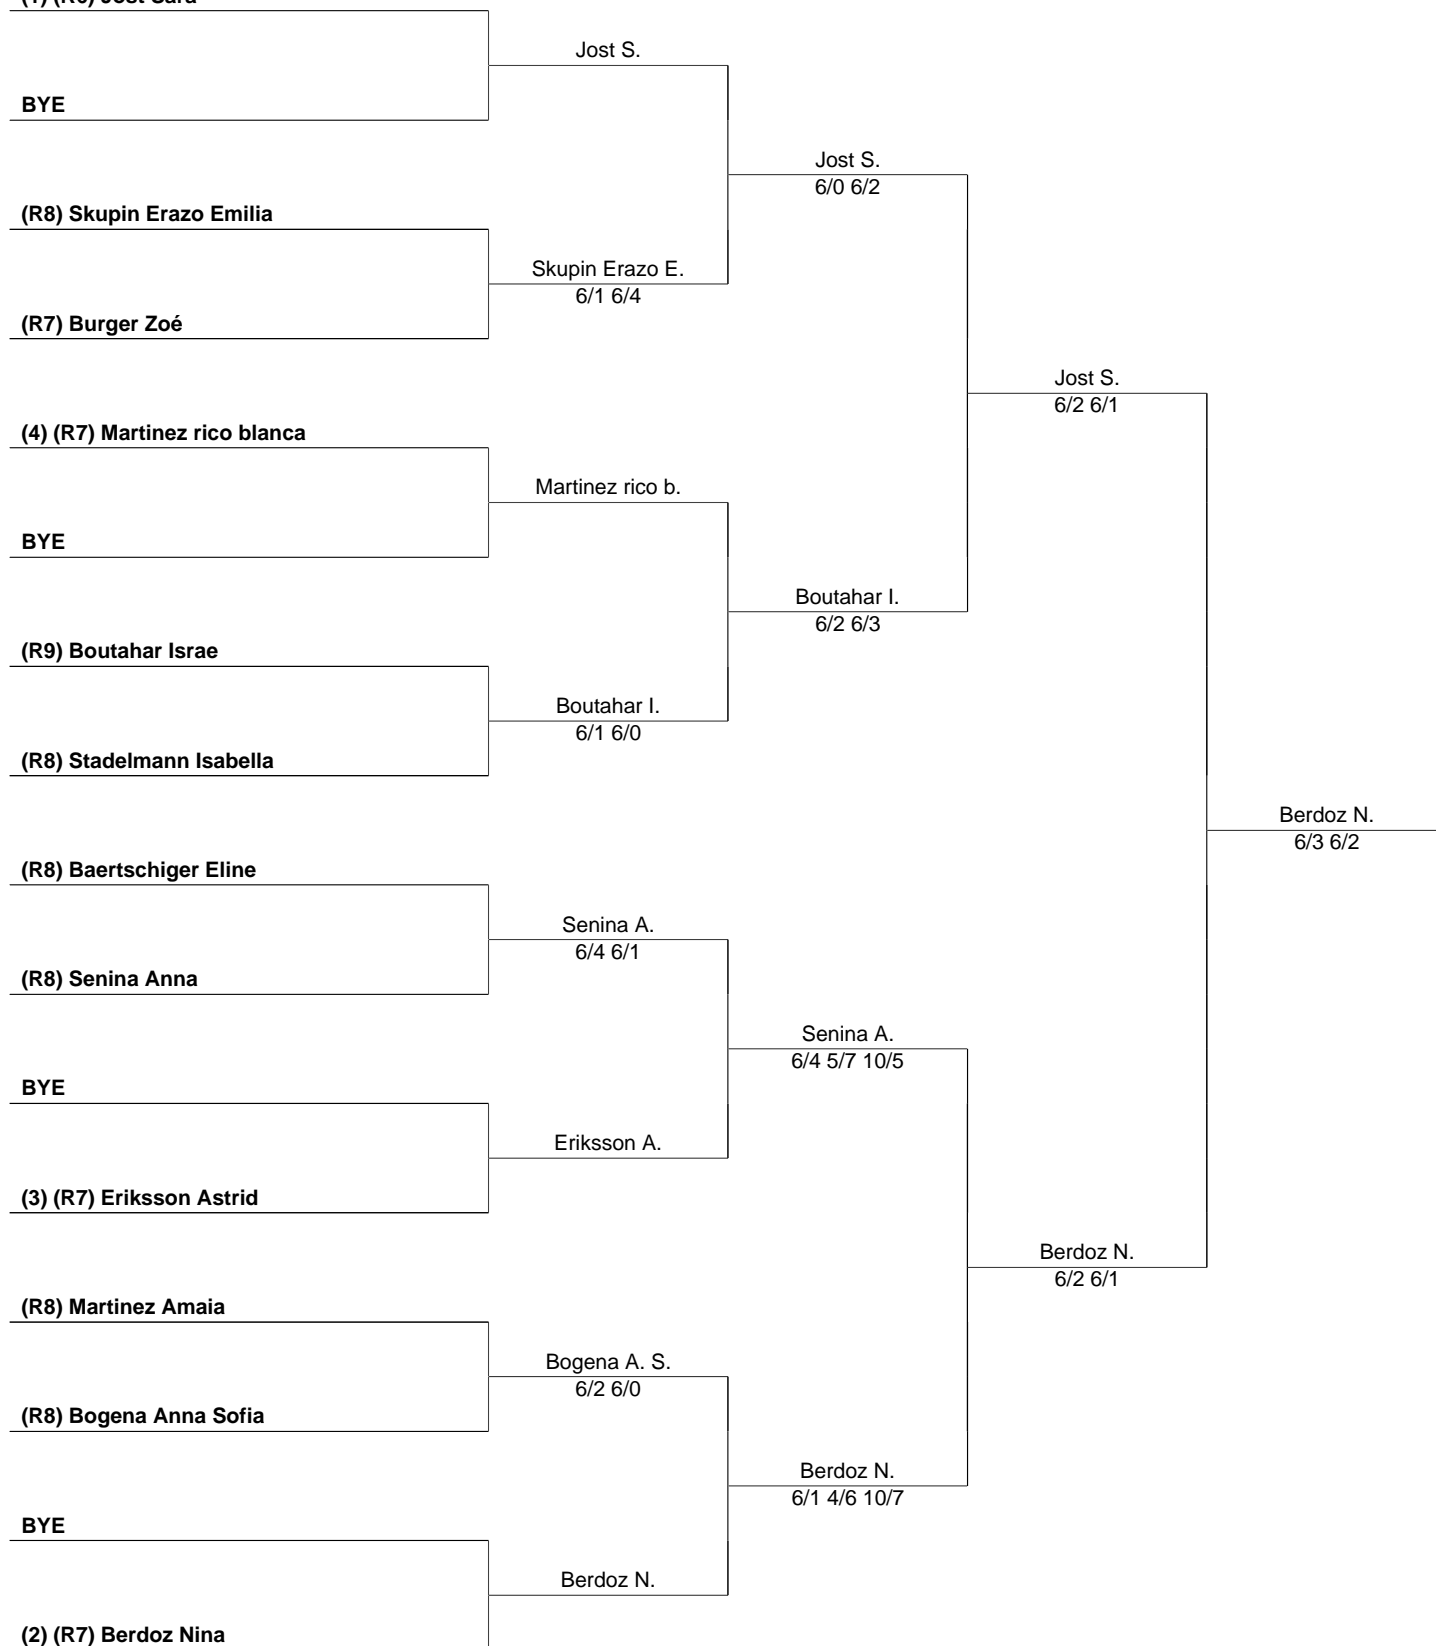 (1) (R6) Jost Sara
Jost S.
BYE
Jost S.
6/0 6/2
(R8) Skupin Erazo Emilia
Skupin Erazo E.
6/1 6/4
(R7) Burger Zoé
Jost S.
6/2 6/1
(4) (R7) Martinez rico blanca
Martinez rico b.
BYE
Boutahar I.
6/2 6/3
(R9) Boutahar Israe
Boutahar I.
6/1 6/0
(R8) Stadelmann Isabella
Berdoz N.
6/3 6/2
(R8) Baertschiger Eline
Senina A.
6/4 6/1
(R8) Senina Anna
Senina A.
6/4 5/7 10/5
BYE
Eriksson A.
(3) (R7) Eriksson Astrid
Berdoz N.
6/2 6/1
(R8) Martinez Amaia
Bogena A. S.
6/2 6/0
(R8) Bogena Anna Sofia
Berdoz N.
6/1 4/6 10/7
BYE
Berdoz N.
(2) (R7) Berdoz Nina